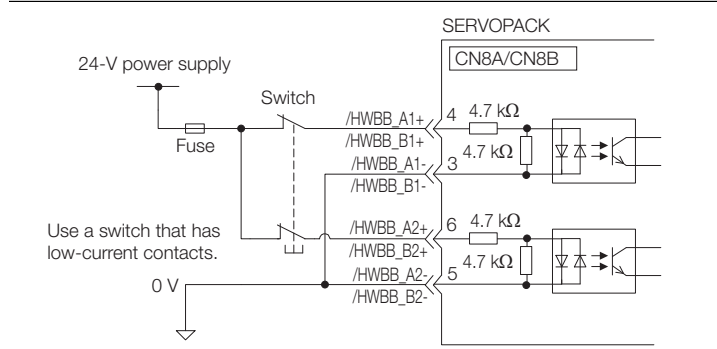 SERVOPACK
CN8A/CN8B
24-V power supply
Switch
Fuse
/HWBB_A1+
/HWBB_B1+
4
4.7 kΩ
4.7 kΩ
/HWBB_A1-
/HWBB_B1-
3
Use a switch that has
low-current contacts.
/HWBB_A2+
/HWBB_B2+
6
4.7 kΩ
4.7 kΩ
/HWBB_A2-
/HWBB_B2-
5
0 V